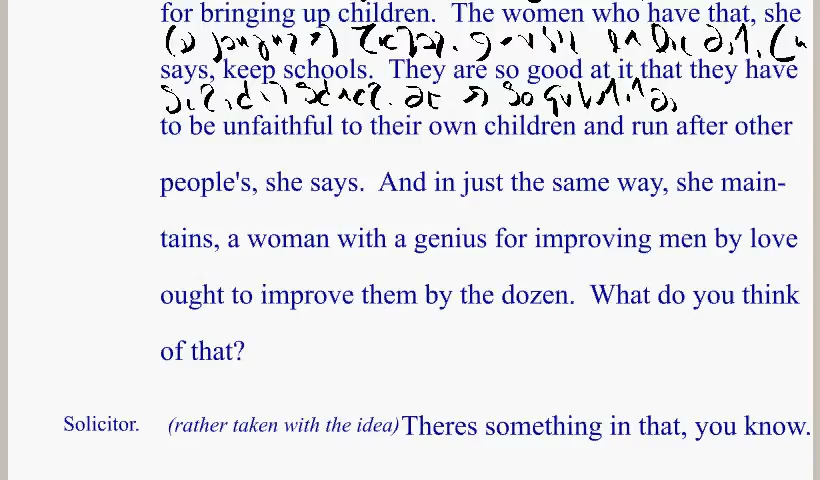 for bringing up children. The women who have that, she
says, keep schools. They are so good at it that they have
to be unfaithful to their own children and run after other
people's, she says. And in just the same way, she main-
tains, a woman with a genius for improving men by love
ought to improve them by the dozen. What do you think
of that?
Solicitor. (rather taken with the idea) Theres something in that, you know.